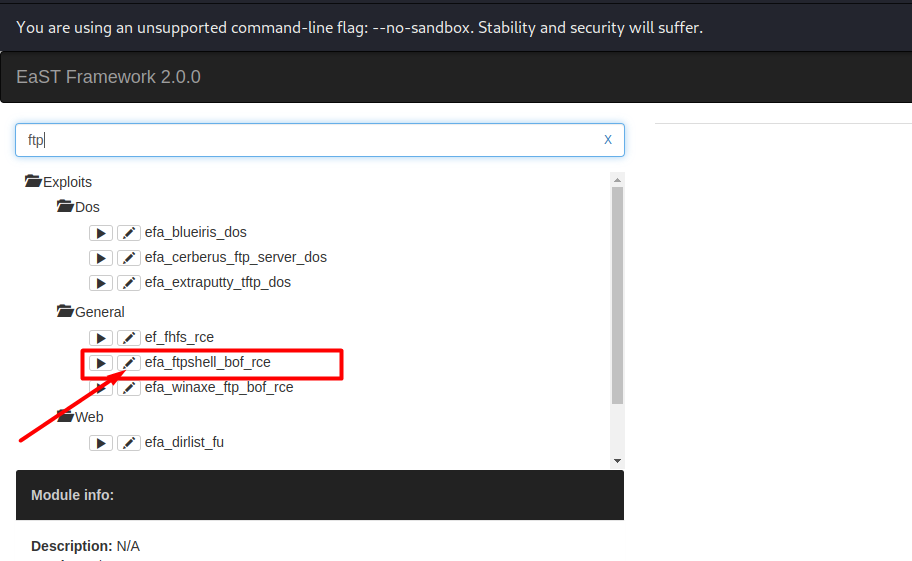 You are using an unsupported command-line flag: --no-sandbox. Stability and security will suffer.
EaST Framework 2.0.0
ftp X
Exploits
Dos
efa_blueiris_dos
efa_cerberus_ftp_server_dos
efa_extraputty_tftp_dos
General
ef_fhfs_rce
efa_ftpshell_bof_rce
efa_winaxe_ftp_bof_rce
Web
efa_dirlist_fu
Module info:
Description: N/A